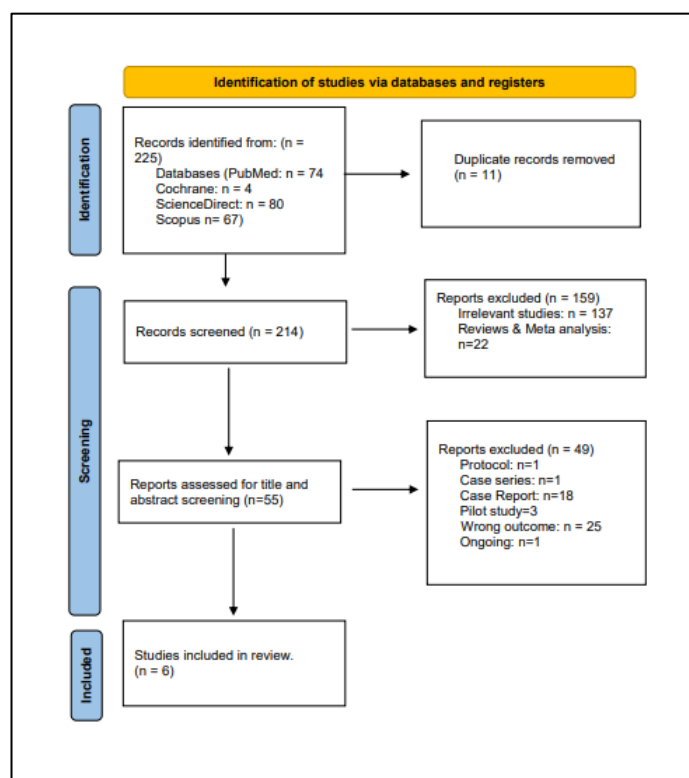 Identification of studies via databases and registers
Identification
Records identified from: (n =
225)
Databases (PubMed: n = 74
Cochrane: n = 4
ScienceDirect: n = 80
Scopus n= 67)
Duplicate records removed
(n = 11)
Screening
Records screened (n = 214)
Reports excluded (n = 159)
Irrelevant studies: n = 137
Reviews & Meta analysis:
n=22
Reports assessed for title and
abstract screening (n=55)
Reports excluded (n = 49)
Protocol: n=1
Case series: n=1
Case Report: n=18
Pilot study=3
Wrong outcome: n = 25
Ongoing: n=1
Included
Studies included in review.
(n = 6)